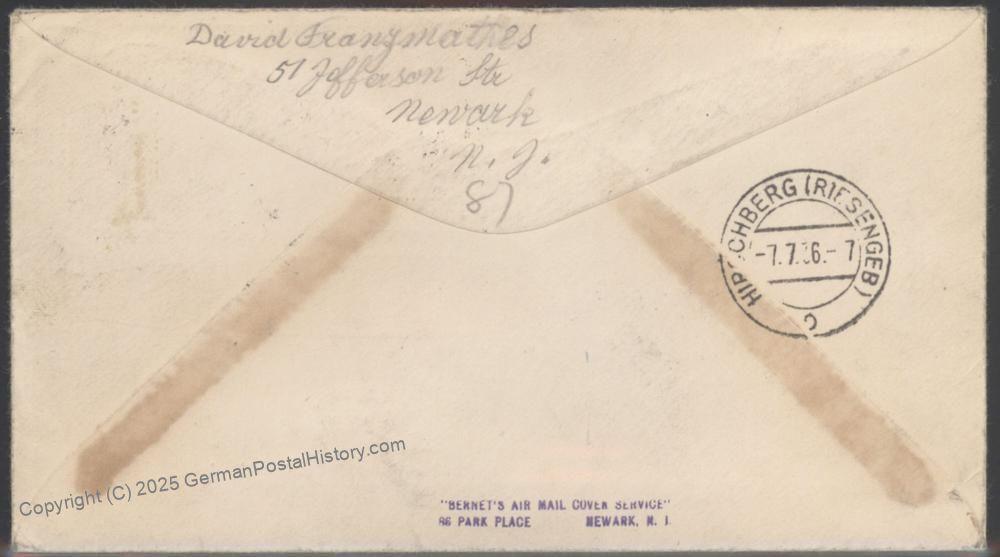 David Franzmathes
51 Jefferson Str
Newark
N. J.
87
HIRSCHBERG (RIESENGEB)
-7.7.36.-7
C
Copyright (C) 2025 GermanPostalHistory.com
"BERNET'S AIR MAIL COVER SERVICE"
86 PARK PLACE NEWARK, N. J.